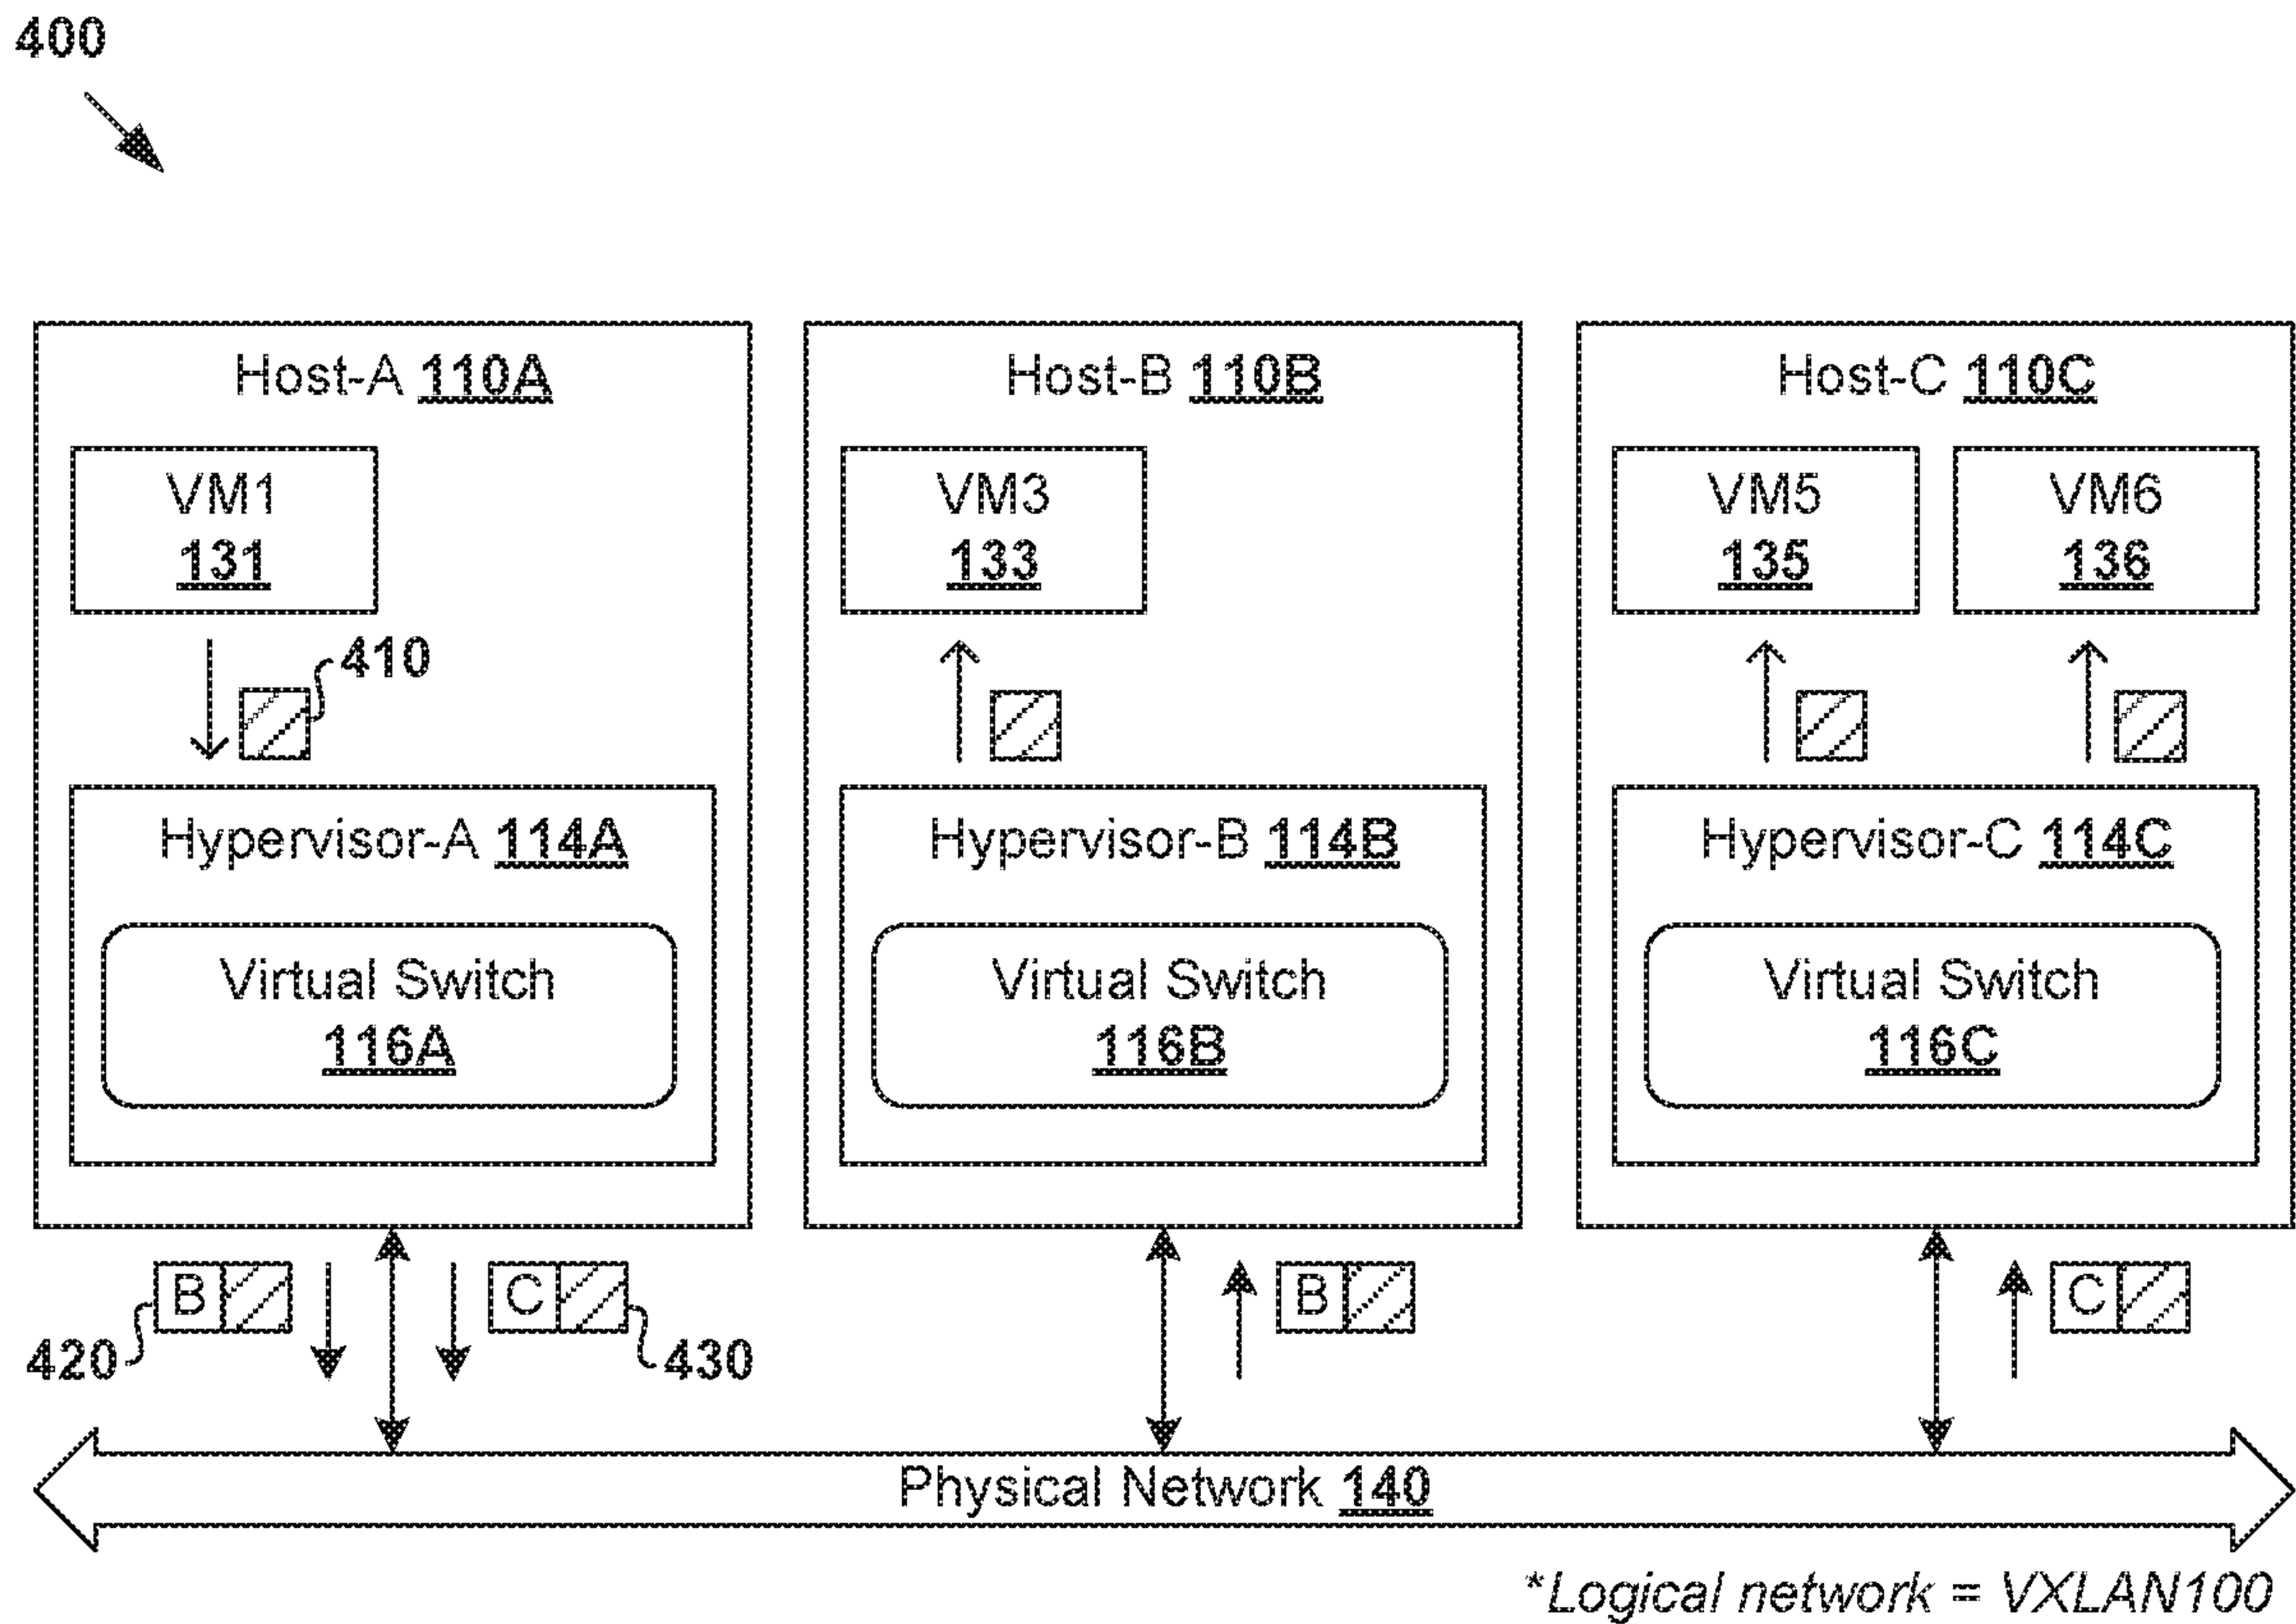 400
Host-A 110A
VM1
131
410
Hypervisor-A 114A
Virtual Switch
116A
Host-B 110B
VM3
133
Hypervisor-B 114B
Virtual Switch
116B
Host-C 110C
VM5
135
VM6
136
Hypervisor-C 114C
Virtual Switch
116C
B
420
C
430
B
C
Physical Network 140
*Logical network = VXLAN100